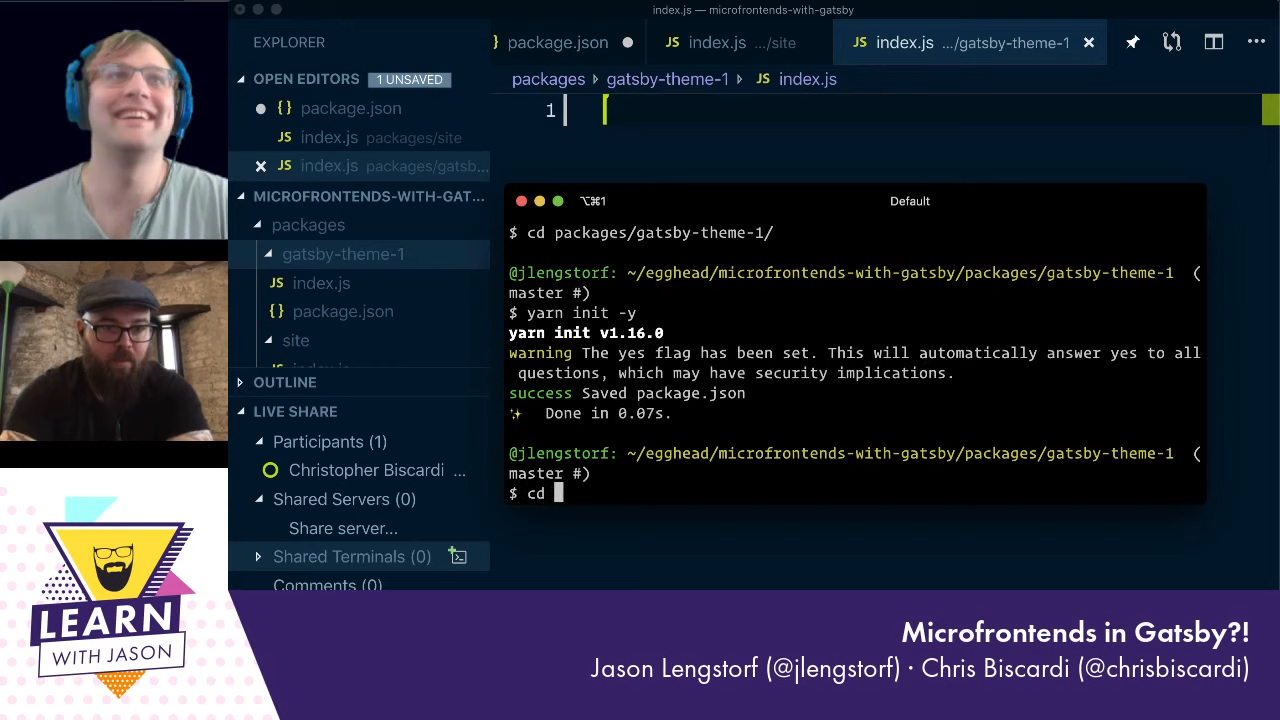 index.js — microfrontends-with-gatsby
EXPLORER
OPEN EDITORS 1 UNSAVED
{} package.json
JS index.js packages/site
JS index.js packages/gatsb...
MICROFRONTENDS-WITH-GAT...
packages
gatsby-theme-1
JS index.js
{} package.json
site
OUTLINE
LIVE SHARE
Participants (1)
Christopher Biscardi ...
Shared Servers (0)
Share server...
Shared Terminals (0)
Comments (0)
} package.json
JS index.js .../site
JS index.js .../gatsby-theme-1
packages › gatsby-theme-1 › JS index.js
1
⌥⌘1 Default
$ cd packages/gatsby-theme-1/
@jlengstorf: ~/egghead/microfrontends-with-gatsby/packages/gatsby-theme-1 (
master #)
$ yarn init -y
yarn init v1.16.0
warning The yes flag has been set. This will automatically answer yes to all
questions, which may have security implications.
success Saved package.json
✨ Done in 0.07s.
@jlengstorf: ~/egghead/microfrontends-with-gatsby/packages/gatsby-theme-1 (
master #)
$ cd
LEARN
WITH JASON
Microfrontends in Gatsby?!
Jason Lengstorf (@jlengstorf) · Chris Biscardi (@chrisbiscardi)